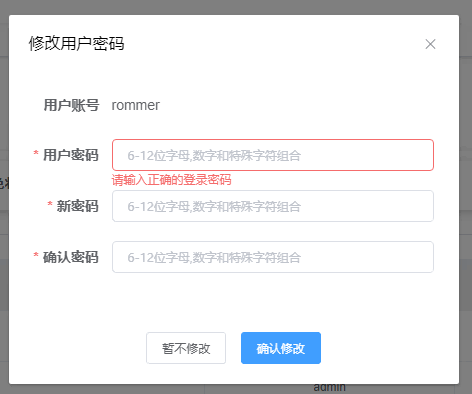 修改用户密码
用户账号 rommer
* 用户密码 6-12位字母,数字和特殊字符组合
请输入正确的登录密码
* 新密码 6-12位字母,数字和特殊字符组合
* 确认密码 6-12位字母,数字和特殊字符组合
暂不修改 确认修改
admin